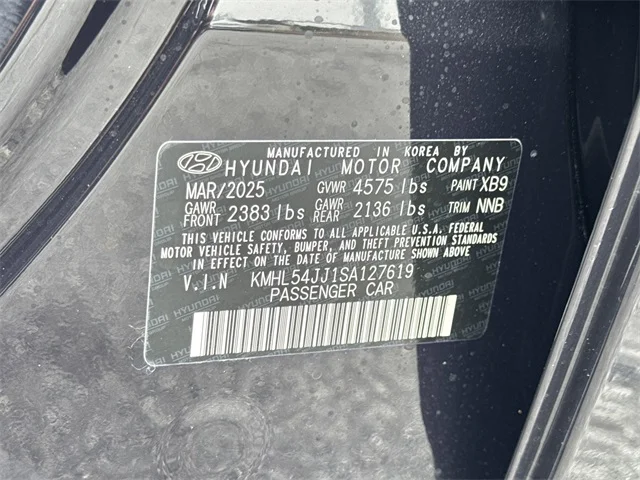 MANUFACTURED IN KOREA BY
HYUNDAI MOTOR COMPANY
MAR/2025 GVWR 4575 lbs PAINT XB9
GAWR FRONT 2383 lbs GAWR REAR 2136 lbs TRIM NNB
THIS VEHICLE CONFORMS TO ALL APPLICABLE U.S.A. FEDERAL
MOTOR VEHICLE SAFETY, BUMPER, AND THEFT PREVENTION STANDARDS
IN EFFECT ON THE DATE OF MANUFACTURE SHOWN ABOVE
V.I.N KMHL54JJ1SA127619
PASSENGER CAR